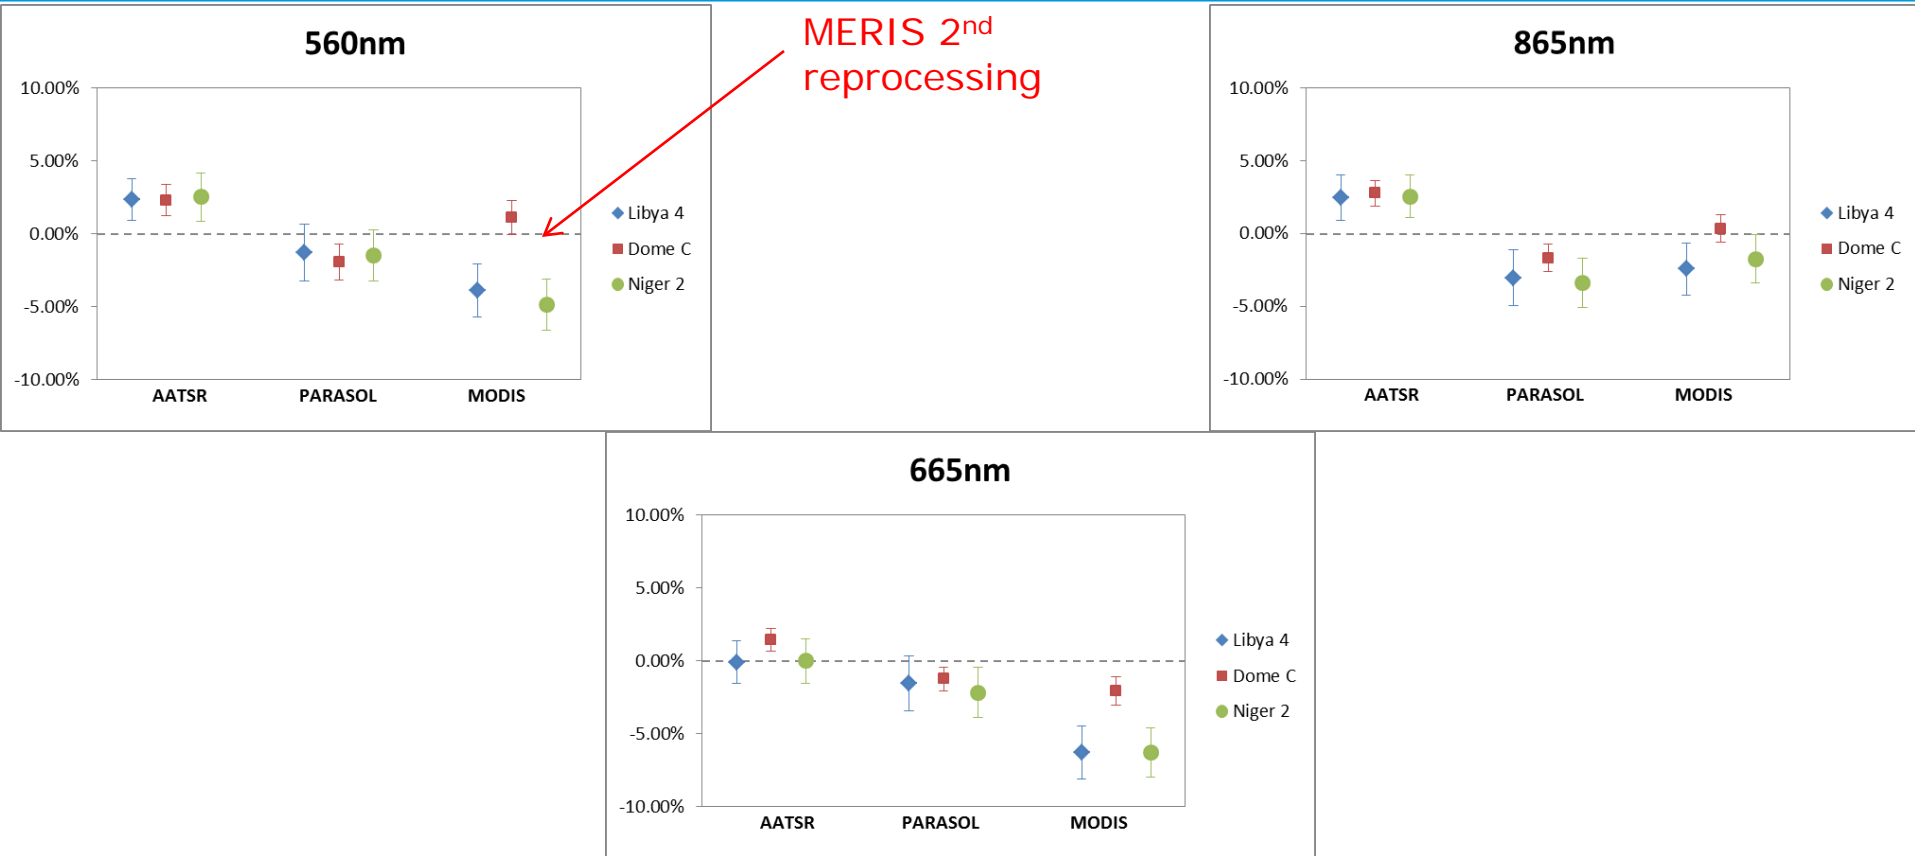 560nm
10.00%
5.00%
0.00%
-5.00%
-10.00%
AATSR PARASOL MODIS
Libya 4
Dome C
Niger 2
MERIS 2nd
reprocessing
865nm
10.00%
5.00%
0.00%
-5.00%
-10.00%
AATSR PARASOL MODIS
Libya 4
Dome C
Niger 2
665nm
10.00%
5.00%
0.00%
-5.00%
-10.00%
AATSR PARASOL MODIS
Libya 4
Dome C
Niger 2